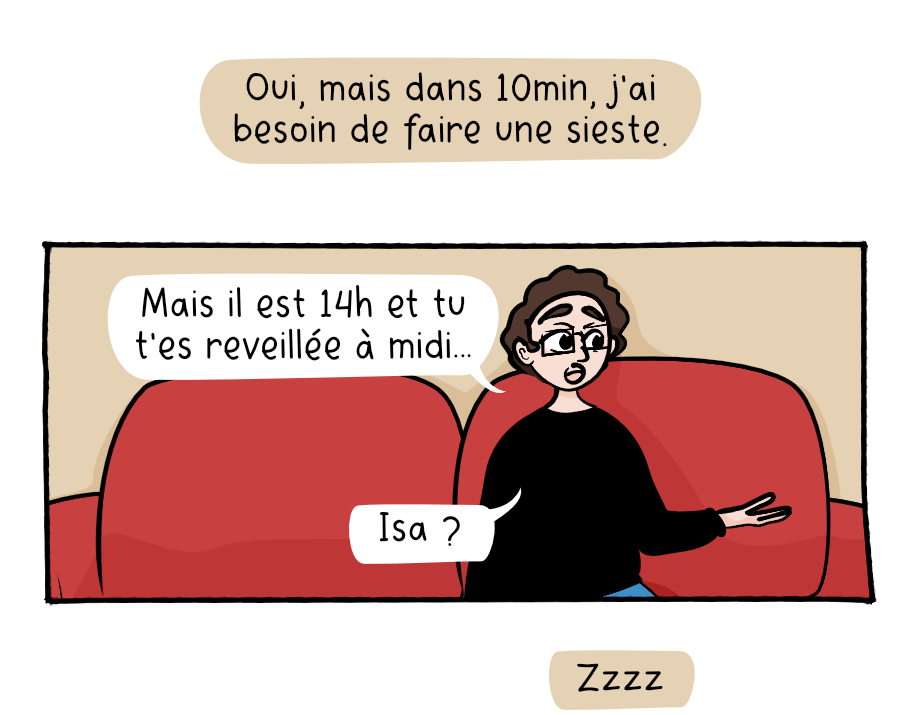 Oui, mais dans 10min, j'ai
besoin de faire une sieste.
Mais il est 14h et tu
t'es reveillée à midi...
Isa ?
Zzzz